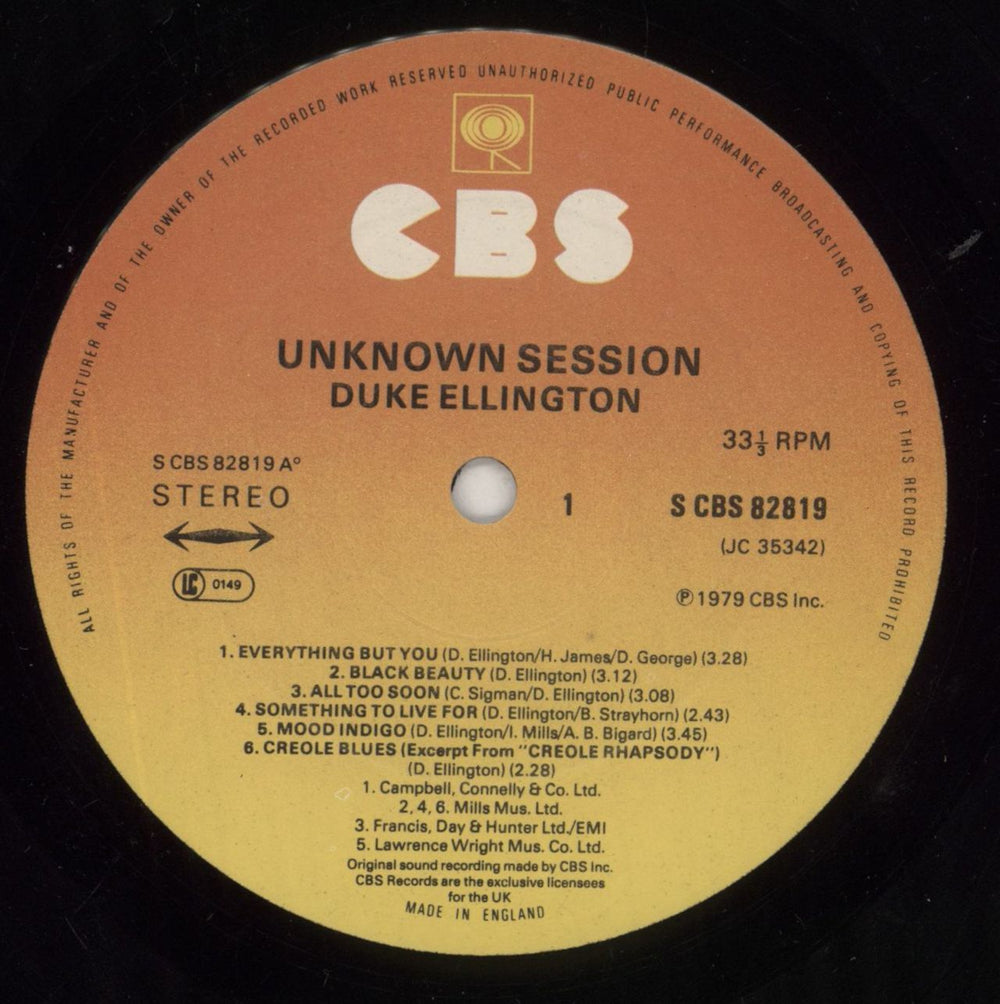 ALL RIGHTS OF THE MANUFACTURER AND OF THE OWNER OF THE RECORDED WORK RESERVED UNAUTHORIZED PUBLIC PERFORMANCE BROADCASTING AND COPYING OF THIS RECORD PROHIBITED
CBS
UNKNOWN SESSION
DUKE ELLINGTON
33⅓ RPM
S CBS 82819 A°
STEREO
1
S CBS 82819
(JC 35342)
LC 0149
℗ 1979 CBS Inc.
1. EVERYTHING BUT YOU (D. Ellington/H. James/D. George) (3.28)
2. BLACK BEAUTY (D. Ellington) (3.12)
3. ALL TOO SOON (C. Sigman/D. Ellington) (3.08)
4. SOMETHING TO LIVE FOR (D. Ellington/B. Strayhorn) (2.43)
5. MOOD INDIGO (D. Ellington/I. Mills/A. B. Bigard) (3.45)
6. CREOLE BLUES (Excerpt From "CREOLE RHAPSODY")
(D. Ellington) (2.28)
1. Campbell, Connelly & Co. Ltd.
2, 4, 6. Mills Mus. Ltd.
3. Francis, Day & Hunter Ltd./EMI
5. Lawrence Wright Mus. Co. Ltd.
Original sound recording made by CBS Inc.
CBS Records are the exclusive licensees
for the UK
MADE IN ENGLAND